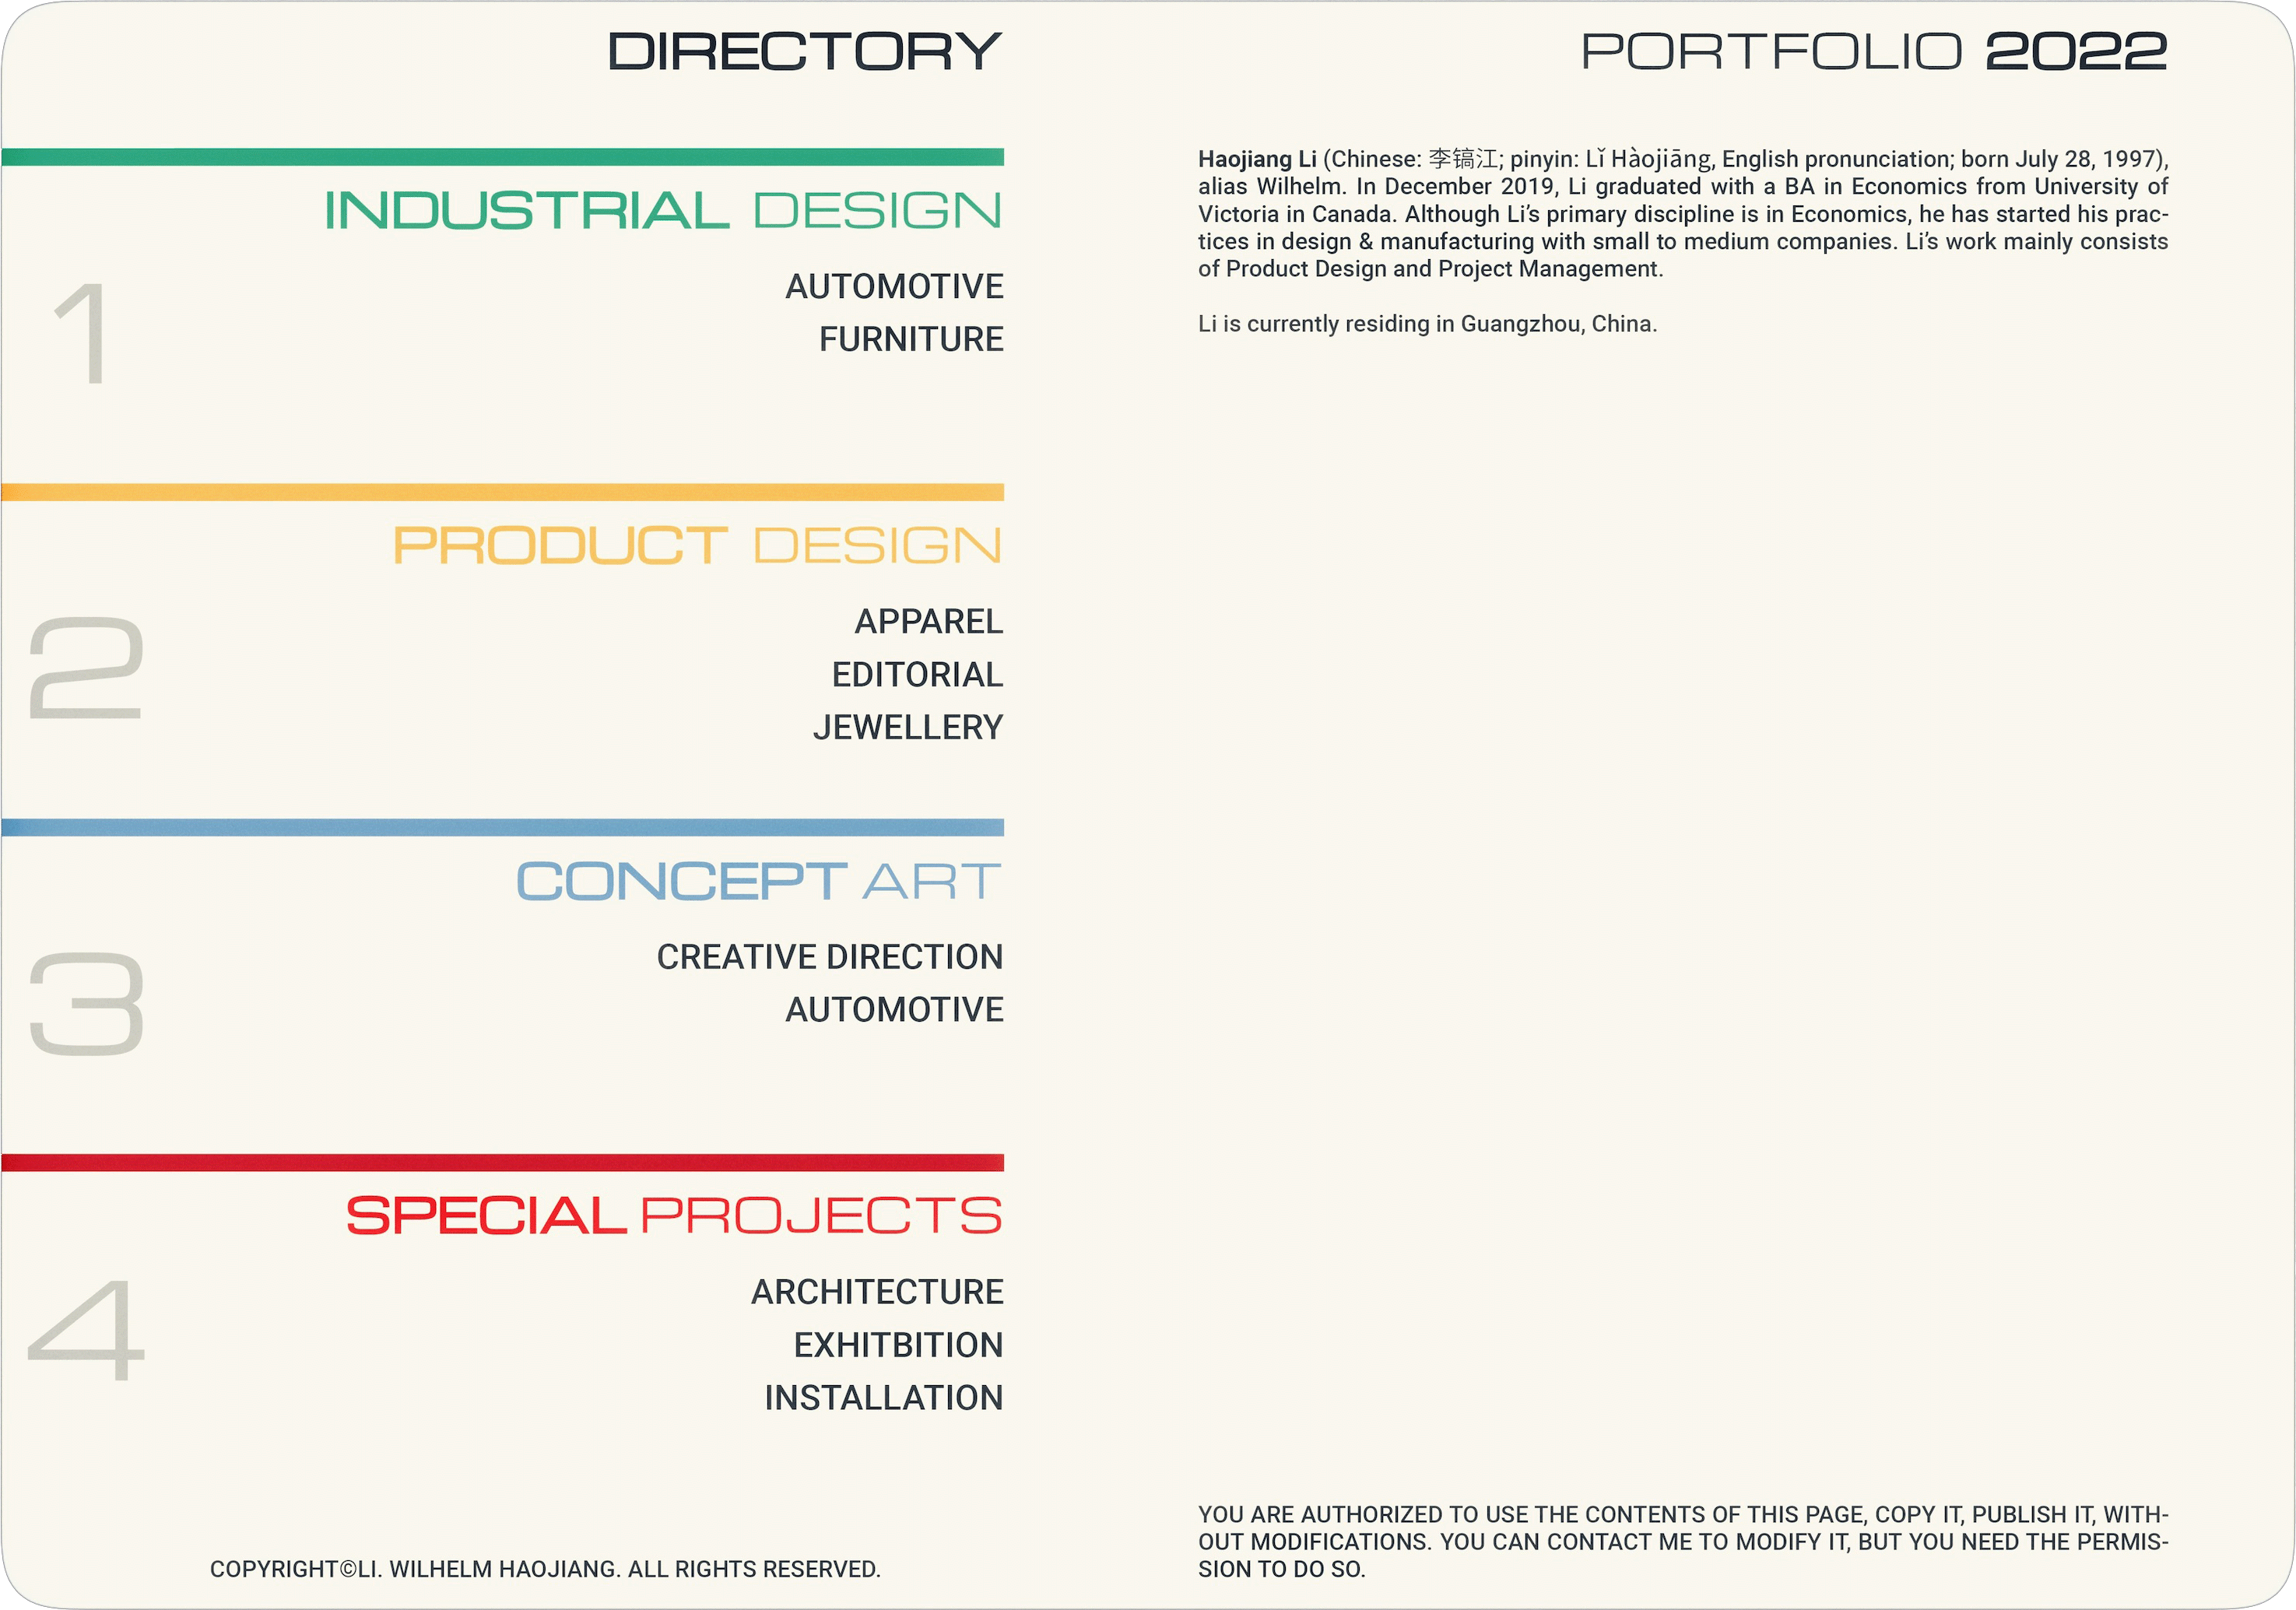 DIRECTORY
INDUSTRIAL DESIGN
1
AUTOMOTIVE
FURNITURE
PRODUCT DESIGN
2
APPAREL
EDITORIAL
JEWELLERY
CONCEPT ART
3
CREATIVE DIRECTION
AUTOMOTIVE
SPECIAL PROJECTS
4
ARCHITECTURE
EXHITBITION
INSTALLATION
COPYRIGHT©LI. WILHELM HAOJIANG. ALL RIGHTS RESERVED.
PORTFOLIO 2022
Haojiang Li (Chinese: 李镐江; pinyin: Lǐ Hàojiāng, English pronunciation; born July 28, 1997),
alias Wilhelm. In December 2019, Li graduated with a BA in Economics from University of
Victoria in Canada. Although Li’s primary discipline is in Economics, he has started his prac-
tices in design & manufacturing with small to medium companies. Li’s work mainly consists
of Product Design and Project Management.
Li is currently residing in Guangzhou, China.
YOU ARE AUTHORIZED TO USE THE CONTENTS OF THIS PAGE, COPY IT, PUBLISH IT, WITH-
OUT MODIFICATIONS. YOU CAN CONTACT ME TO MODIFY IT, BUT YOU NEED THE PERMIS-
SION TO DO SO.